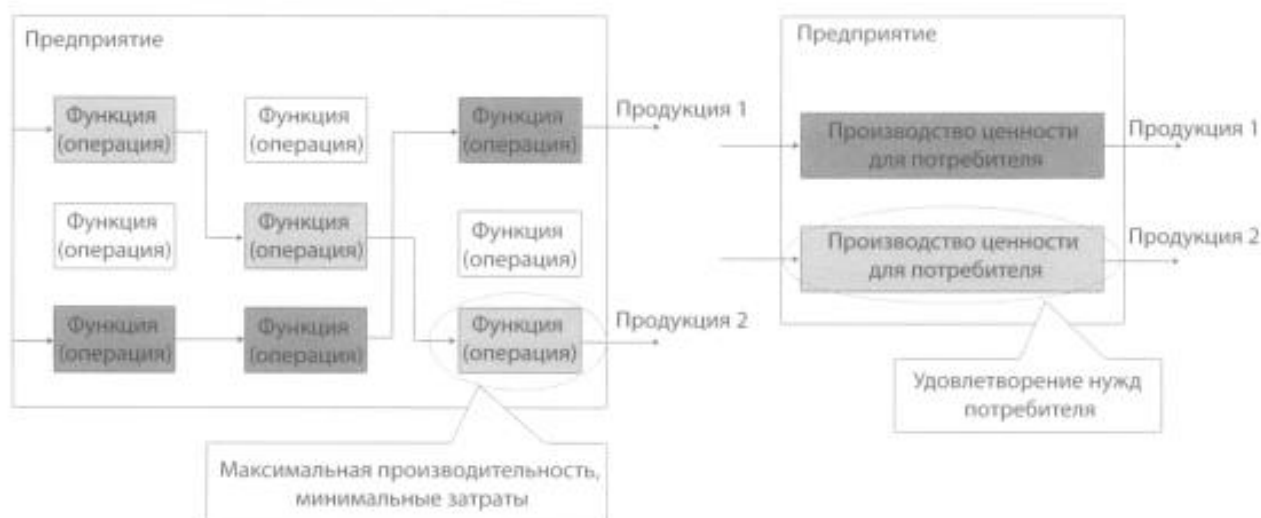 Предприятие
Функция
(операция)
Функция
(операция)
Функция
(операция)
Продукция 1
Функция
(операция)
Функция
(операция)
Функция
(операция)
Функция
(операция)
Функция
(операция)
Функция
(операция)
Продукция 2
Максимальная производительность,
минимальные затраты
Предприятие
Производство ценности
для потребителя
Продукция 1
Производство ценности
для потребителя
Продукция 2
Удовлетворение нужд
потребителя